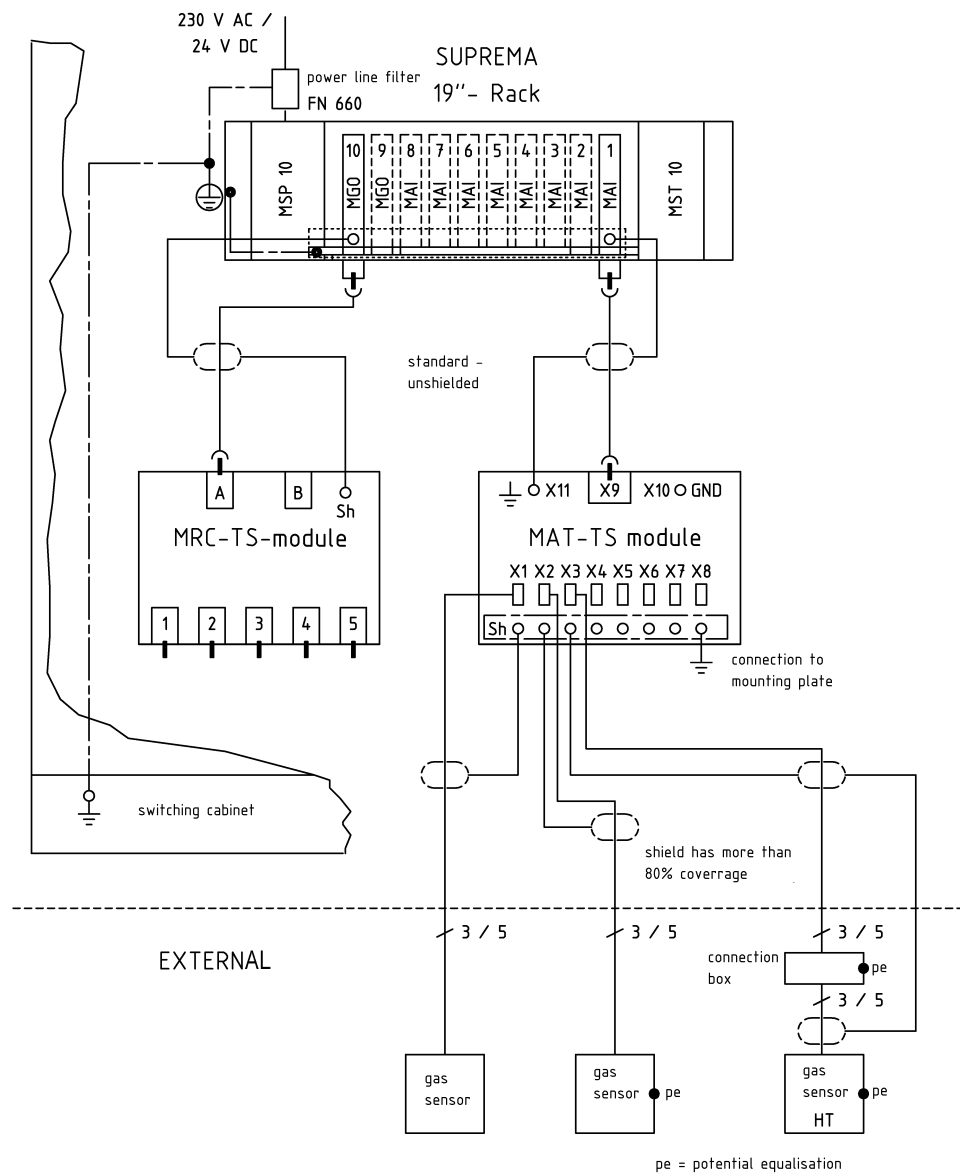 230 V AC /
24 V DC
power line filter
FN 660
SUPREMA
19"- Rack
MSP 10
10
MGO
9
MGO
8
MAI
7
MAI
6
MAI
5
MAI
4
MAI
3
MAI
2
MAI
1
MAI
MST 10
standard -
unshielded
A
B
Sh
MRC-TS-module
1
2
3
4
5
X11
X9
X10
GND
MAT-TS module
X1 X2 X3 X4 X5 X6 X7 X8
Sh
connection to
mounting plate
switching cabinet
shield has more than
80% coverrage
EXTERNAL
3 / 5
3 / 5
3 / 5
connection
box
pe
3 / 5
gas
sensor
gas
sensor
pe
gas
sensor
HT
pe
pe = potential equalisation